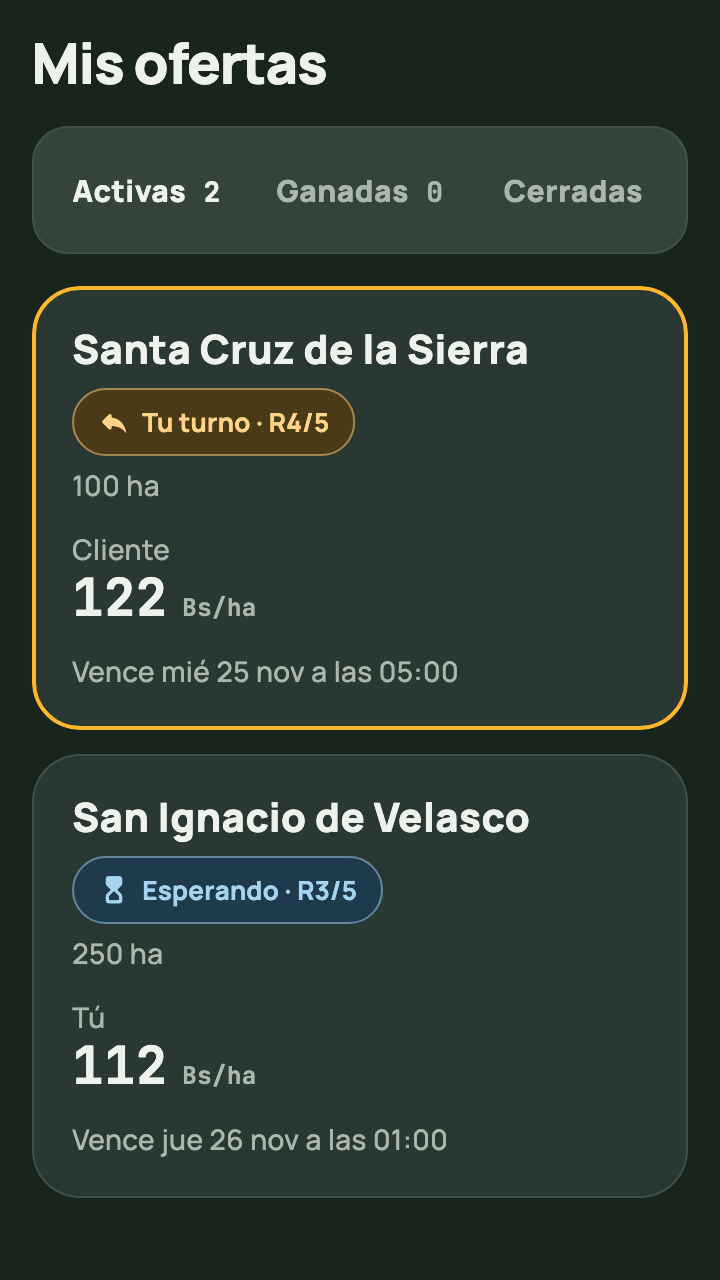 Mis ofertas
Activas 2 Ganadas 0 Cerradas
Santa Cruz de la Sierra
Tu turno · R4/5
100 ha
Cliente
122 Bs/ha
Vence mié 25 nov a las 05:00
San Ignacio de Velasco
Esperando · R3/5
250 ha
Tú
112 Bs/ha
Vence jue 26 nov a las 01:00